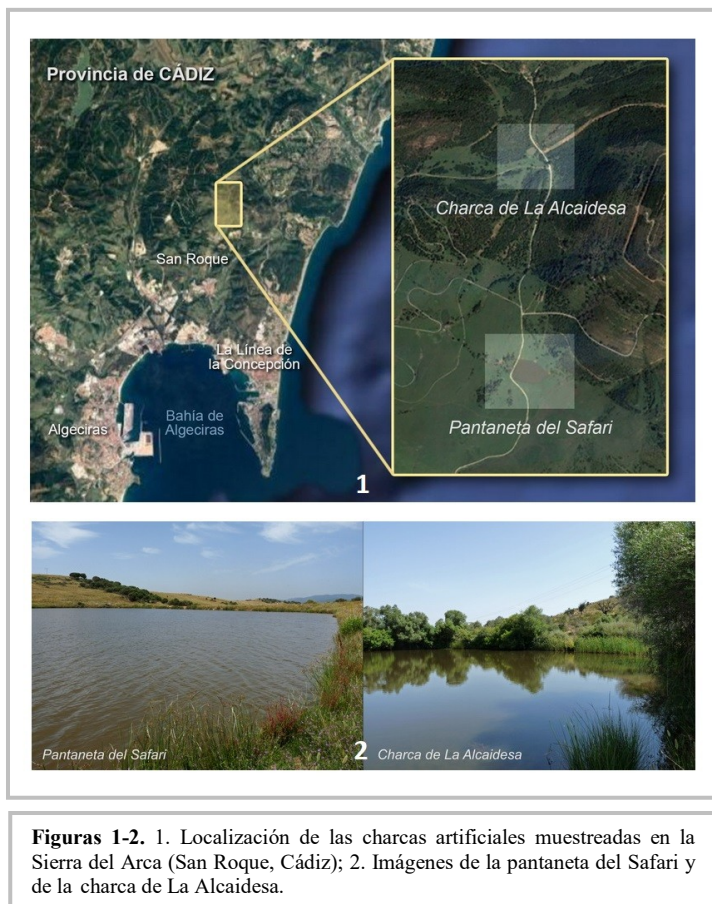 Provincia de CÁDIZ
Charca de La Alcaidesa
San Roque
La Línea de
la Concepción
Bahía de
Algeciras
Algeciras
Pantaneta del Safari
1
Pantaneta del Safari
2
Charca de La Alcaidesa
Figuras 1-2. 1. Localización de las charcas artificiales muestreadas en la
Sierra del Arca (San Roque, Cádiz); 2. Imágenes de la pantaneta del Safari y
de la charca de La Alcaidesa.